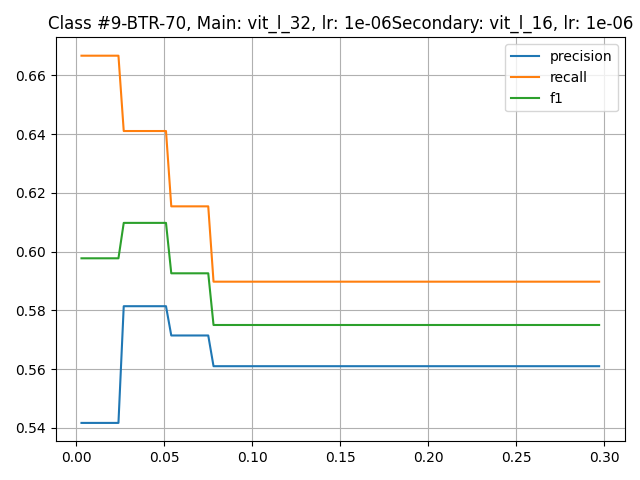 Class #9-BTR-70, Main: vit_l_32, lr: 1e-06Secondary: vit_l_16, lr: 1e-06
precision
recall
f1
0.66
0.64
0.62
0.60
0.58
0.56
0.54
0.00 0.05 0.10 0.15 0.20 0.25 0.30